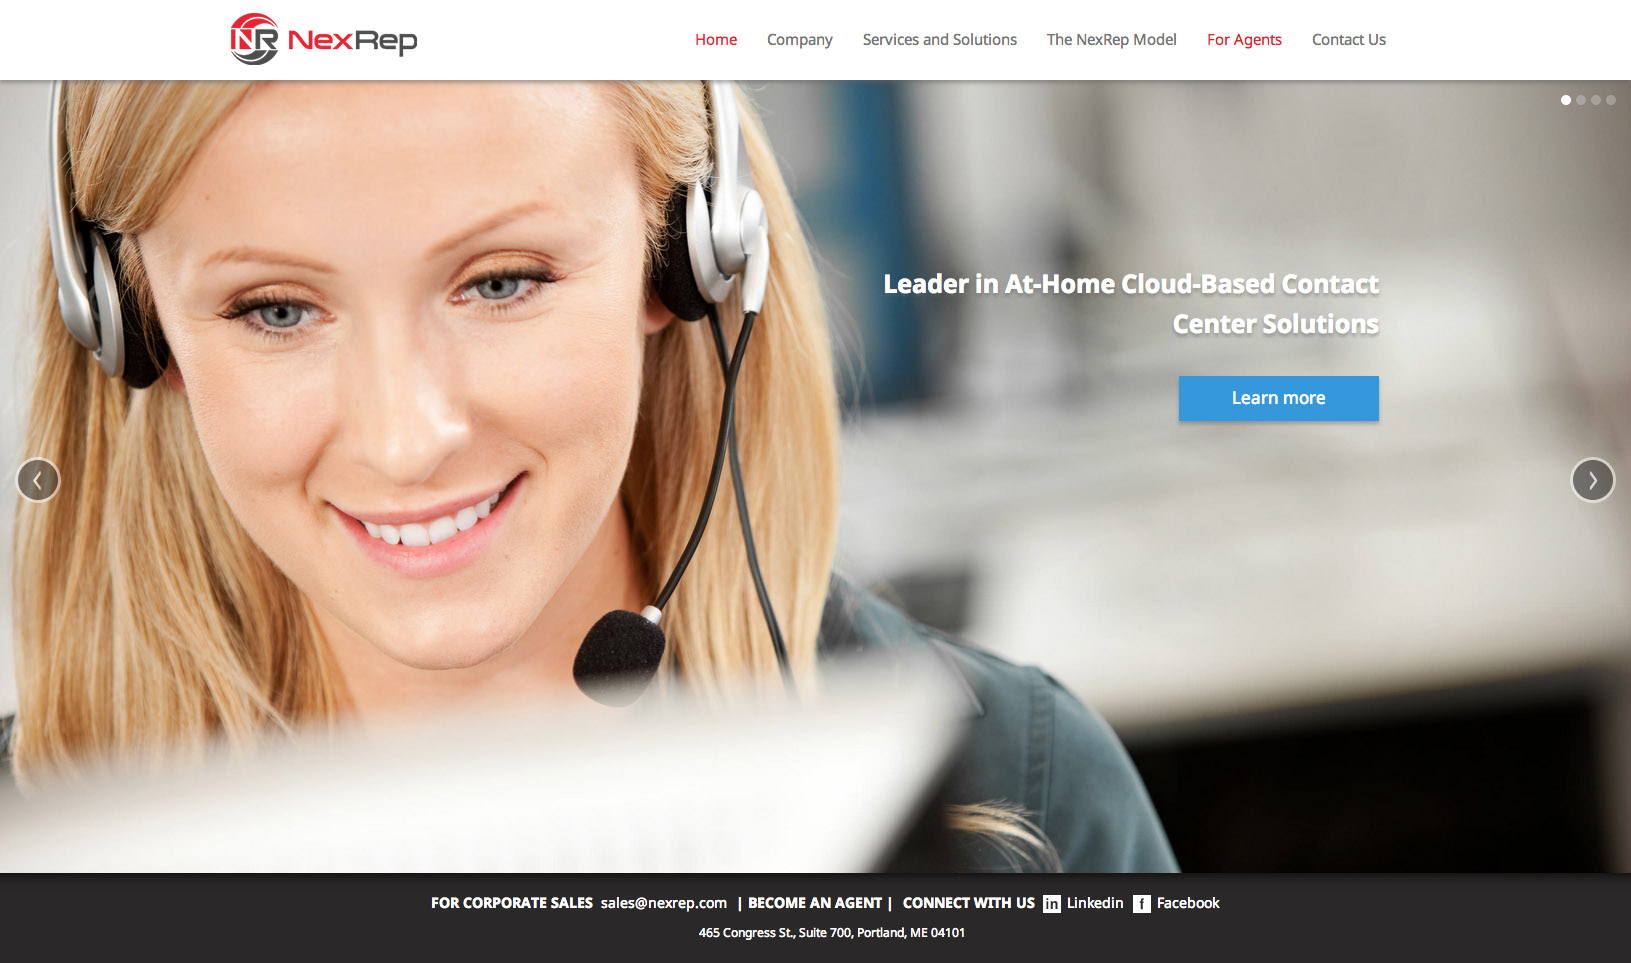 NR NexRep
Home Company Services and Solutions The NexRep Model For Agents Contact Us
Leader in At-Home Cloud-Based Contact
Center Solutions
Learn more
FOR CORPORATE SALES sales@nexrep.com | BECOME AN AGENT | CONNECT WITH US in Linkedin f Facebook
465 Congress St., Suite 700, Portland, ME 04101